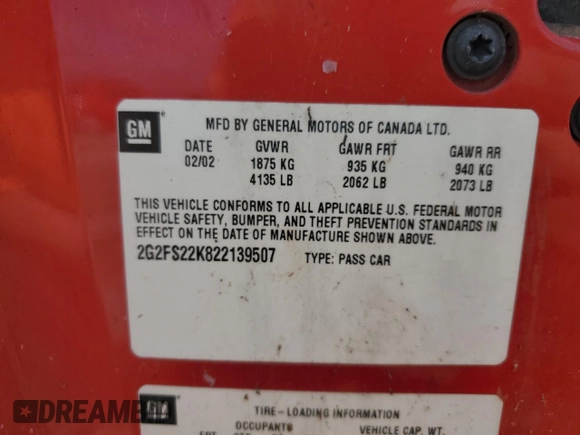 GM
MFD BY GENERAL MOTORS OF CANADA LTD.
DATE GVWR GAWR FRT GAWR RR
02/02 1875 KG 935 KG 940 KG
4135 LB 2062 LB 2073 LB
THIS VEHICLE CONFORMS TO ALL APPLICABLE U.S. FEDERAL MOTOR
VEHICLE SAFETY, BUMPER, AND THEFT PREVENTION STANDARDS IN
EFFECT ON THE DATE OF MANUFACTURE SHOWN ABOVE.
2G2FS22K822139507 TYPE: PASS CAR
GM
TIRE-LOADING INFORMATION
OCCUPANTS
VEHICLE CAP. WT.